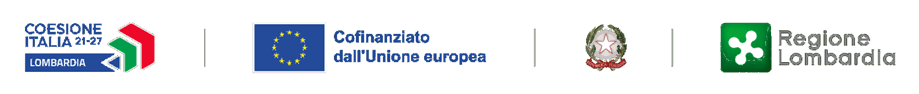 COESIONE
ITALIA 21-27
LOMBARDIA
Cofinanziato
dall'Unione europea
Regione
Lombardia